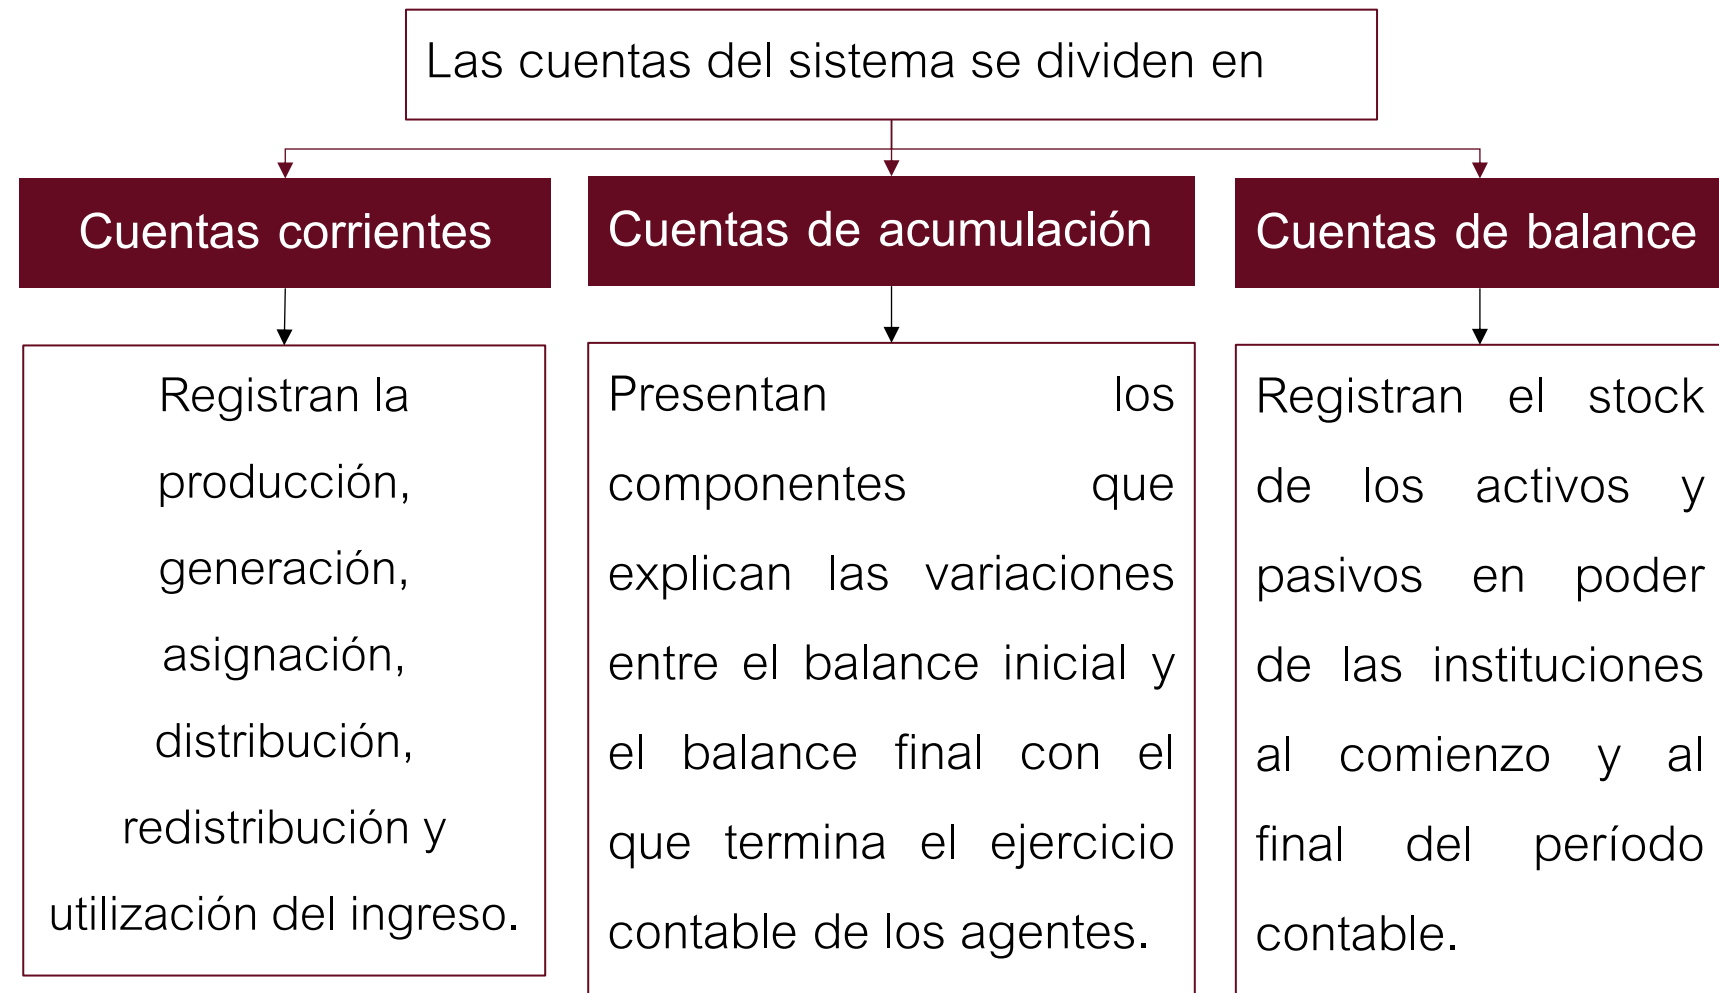 Las cuentas del sistema se dividen en
Cuentas corrientes
Registran la
producción,
generación,
asignación,
distribución,
redistribución y
utilización del ingreso.
Cuentas de acumulación
Presentan los
componentes que
explican las variaciones
entre el balance inicial y
el balance final con el
que termina el ejercicio
contable de los agentes.
Cuentas de balance
Registran el stock
de los activos y
pasivos en poder
de las instituciones
al comienzo y al
final del período
contable.